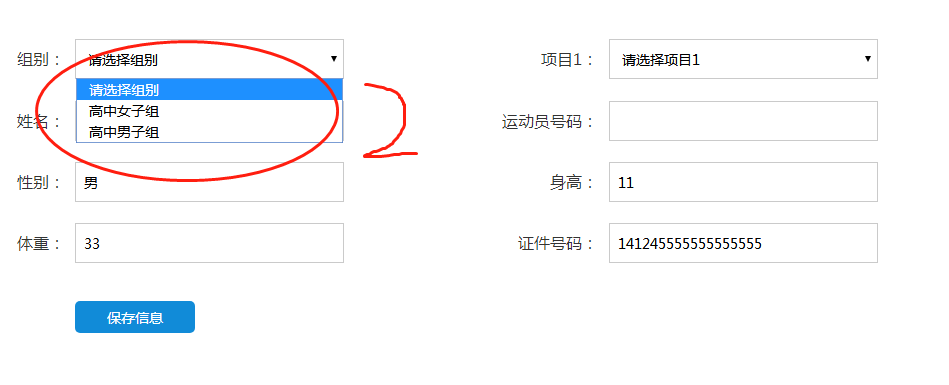 组别： 请选择组别 项目1： 请选择项目1
请选择组别
高中女子组
姓名： 运动员号码：
高中男子组
性别： 男 身高： 11
体重： 33 证件号码： 141245555555555555
保存信息
2